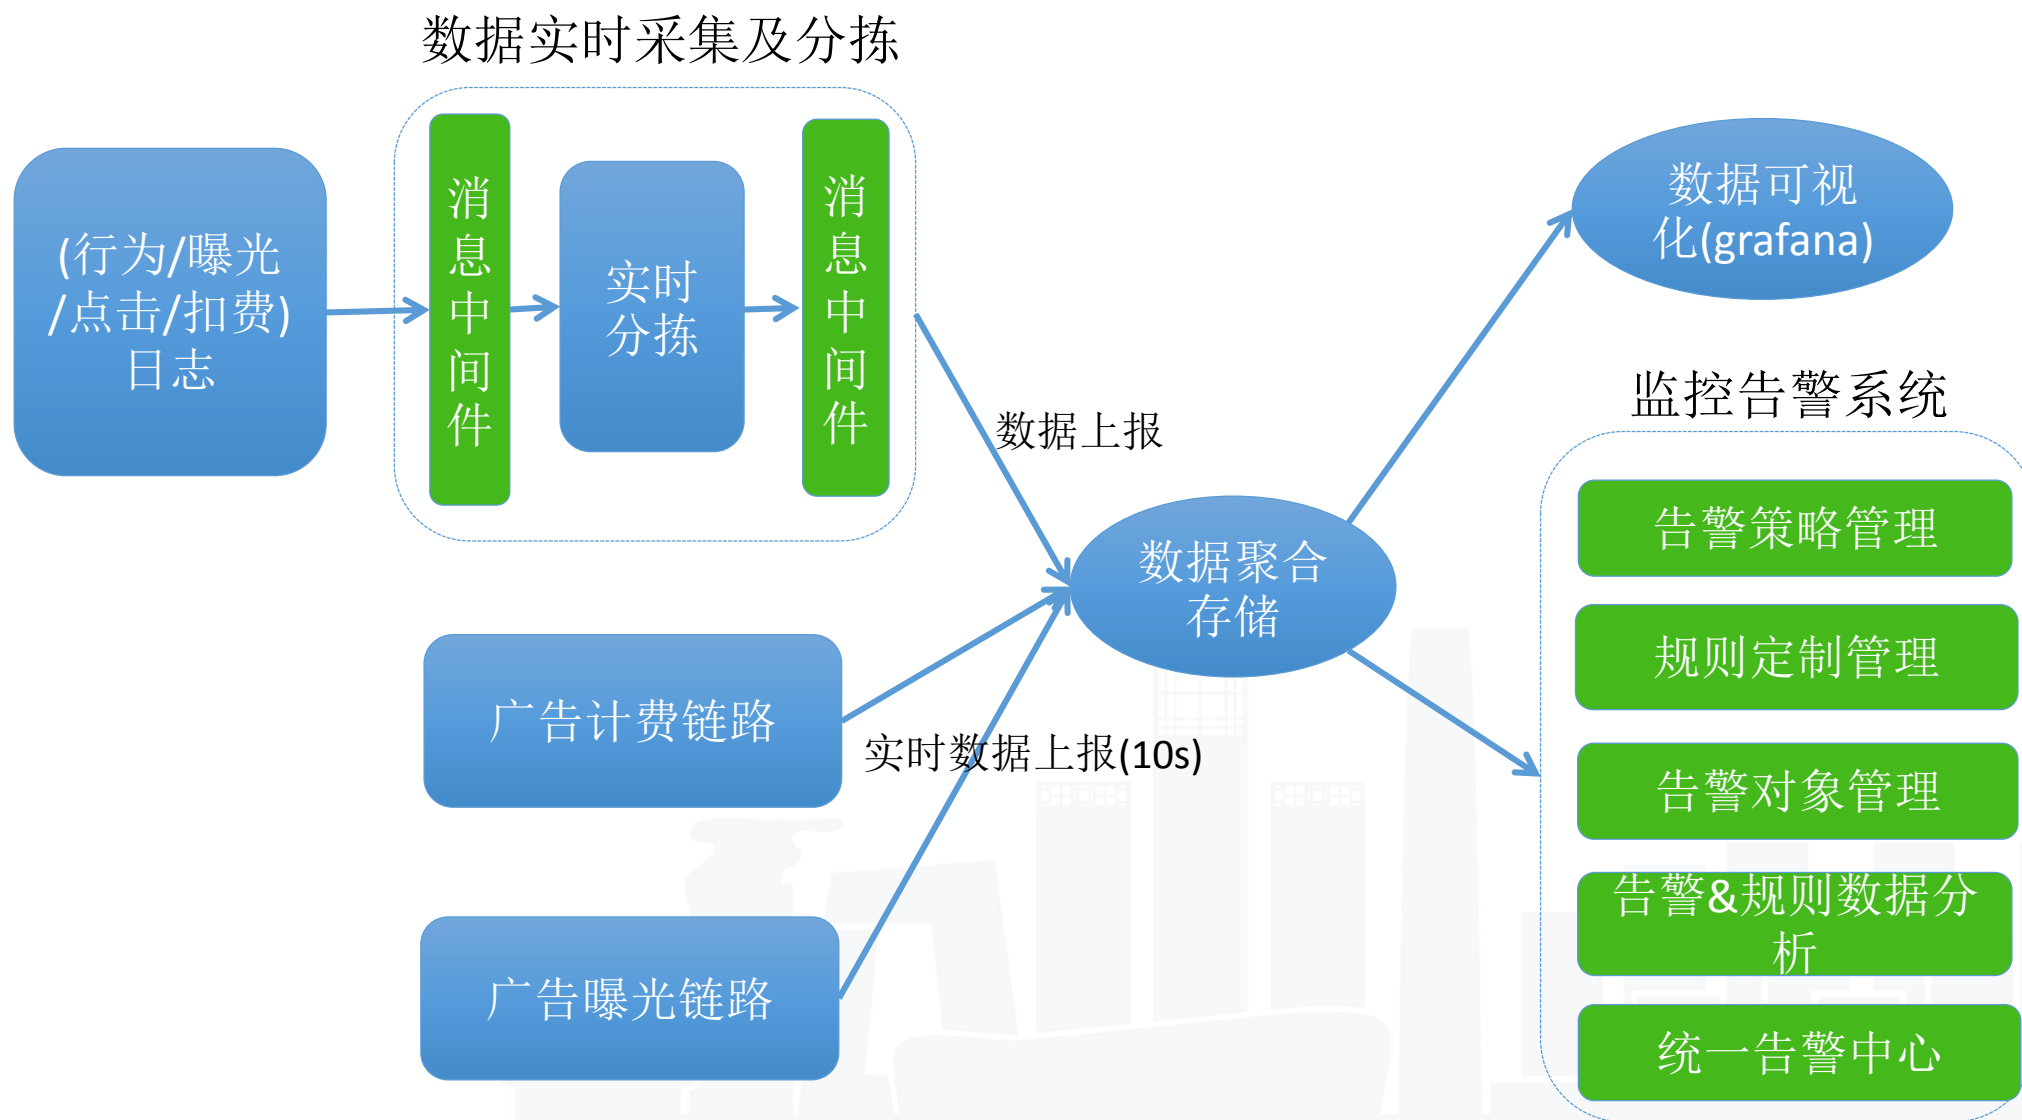 数据实时采集及分拣
(行为/曝光
/点击/扣费)
日志
消
息
中
间
件
实时
分拣
消
息
中
间
件
数据上报
广告计费链路
实时数据上报(10s)
广告曝光链路
数据聚合
存储
数据可视
化(grafana)
监控告警系统
告警策略管理
规则定制管理
告警对象管理
告警&规则数据分
析
统一告警中心